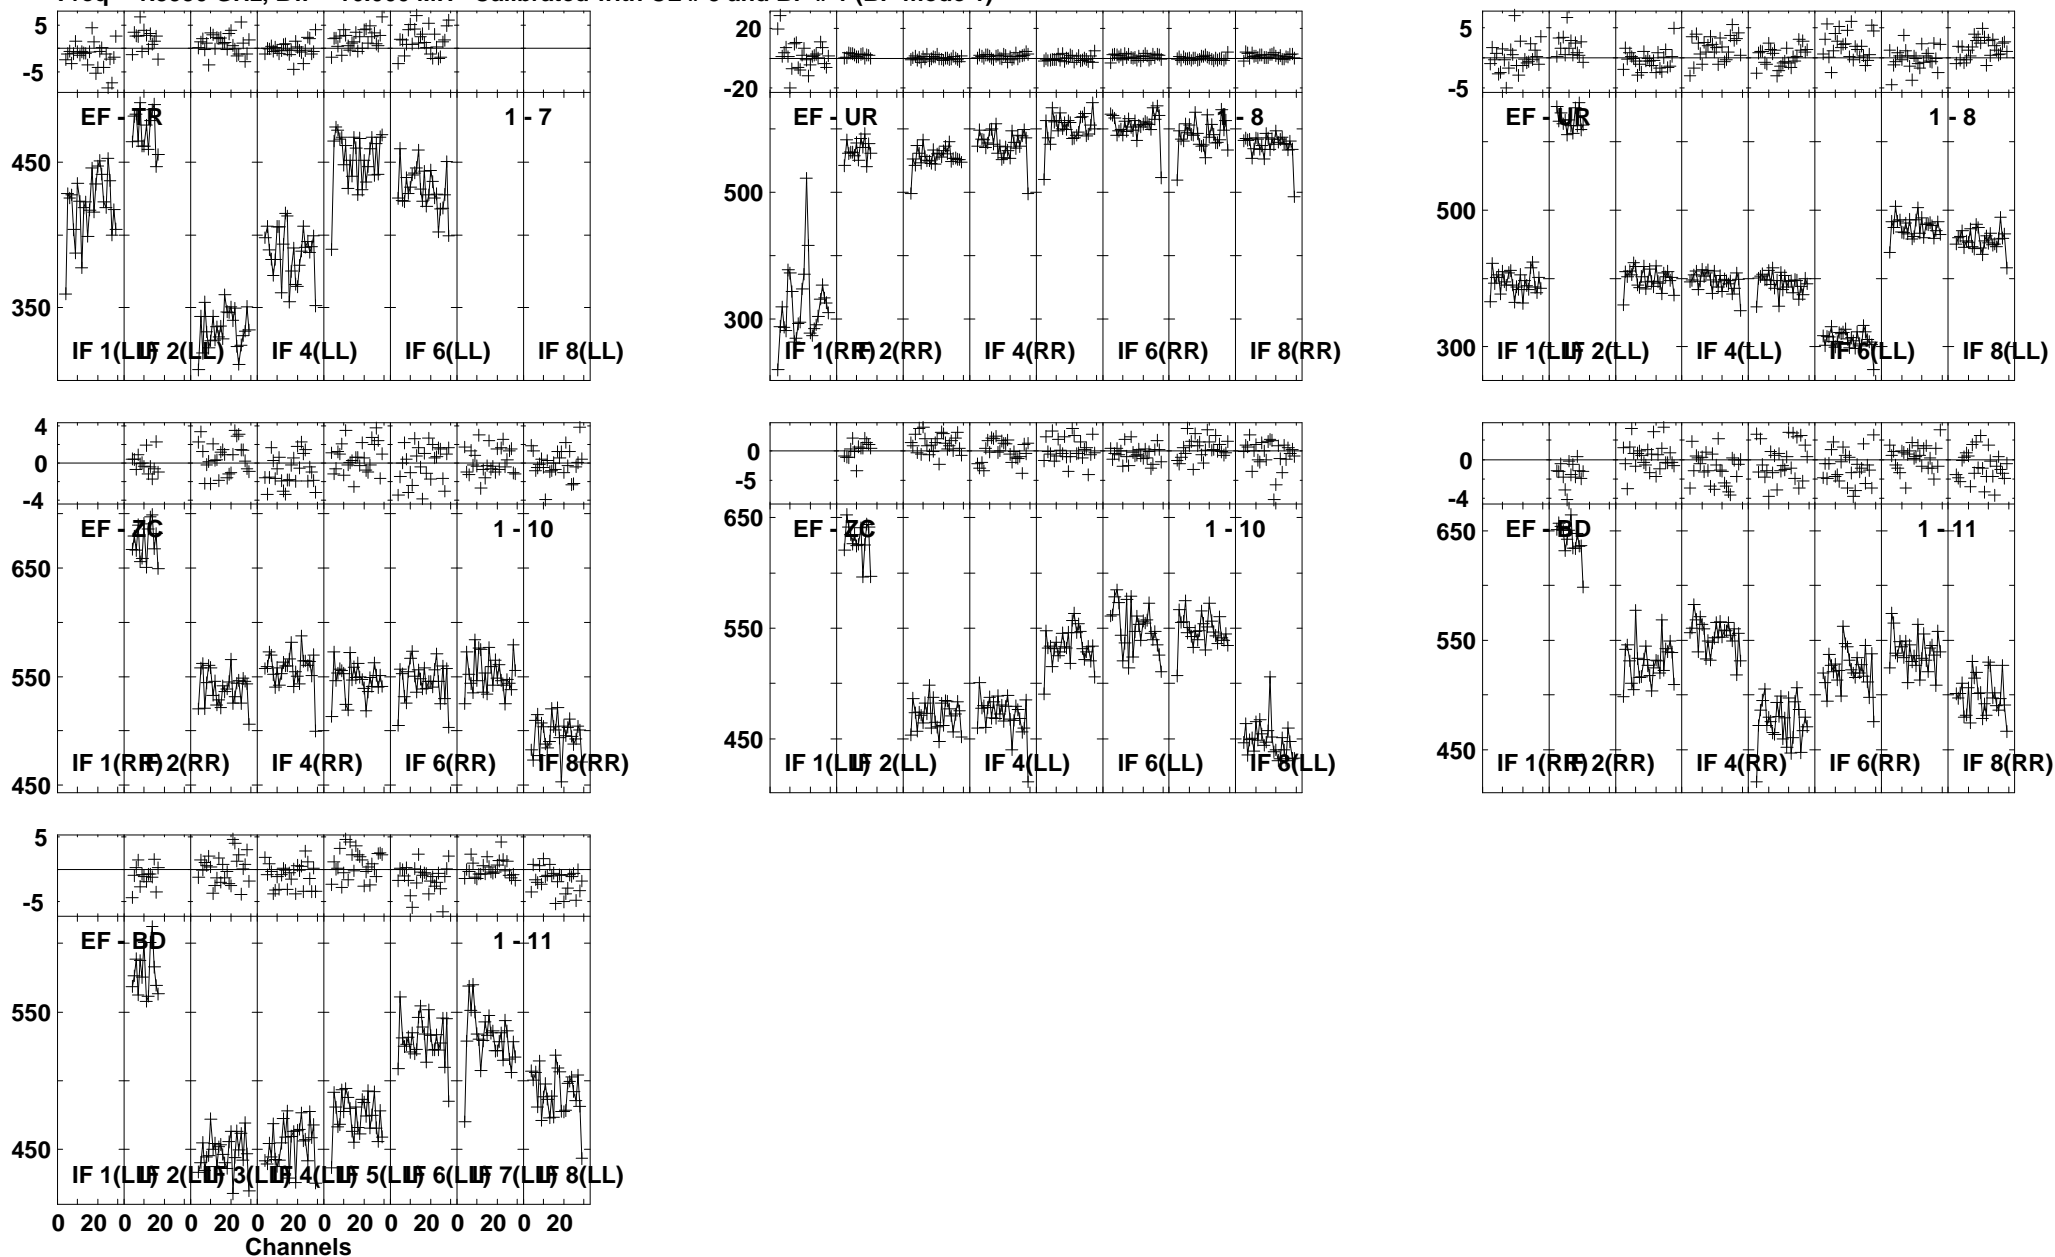 5
-5
EF - TR 1 - 7
450
350
IF 1(LL) IF 2(LL) IF 4(LL) IF 6(LL) IF 8(LL)
20
-20
EF - UR 1 - 8
500
300
IF 1(RR) IF 2(RR) IF 4(RR) IF 6(RR) IF 8(RR)
5
-5
EF - UR 1 - 8
500
300
IF 1(LL) IF 2(LL) IF 4(LL) IF 6(LL) IF 8(LL)
4
0
-4
EF - ZC 1 - 10
650
550
450
IF 1(RR) IF 2(RR) IF 4(RR) IF 6(RR) IF 8(RR)
0
-5
650
EF - ZC 1 - 10
550
450
IF 1(LL) IF 2(LL) IF 4(LL) IF 6(LL) IF 8(LL)
0
-4
EF - BD 1 - 11
650
550
450
IF 1(RR) IF 2(RR) IF 4(RR) IF 6(RR) IF 8(RR)
5
-5
EF - BD 1 - 11
550
450
IF 1(LL) IF 2(LL) IF 3(LL) IF 4(LL) IF 5(LL) IF 6(LL) IF 7(LL) IF 8(LL)
0 20 0 20 0 20 0 20 0 20 0 20 0 20 0 20
Channels